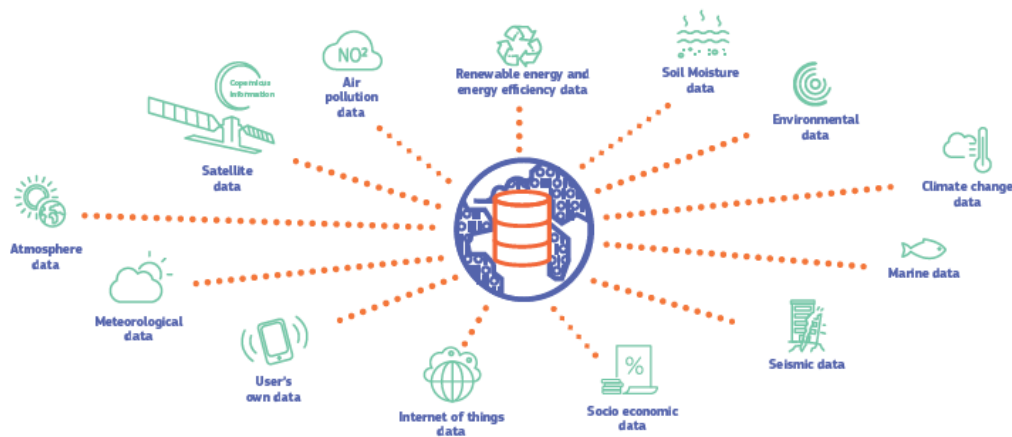 NO²
Air
pollution
data
Renewable energy and
energy efficiency data
Soil Moisture
data
Copernicus
Information
Satellite
data
Environmental
data
Climate change
data
Atmosphere
data
Marine data
Meteorological
data
Seismic data
User's
own data
Internet of things
data
%
Socio economic
data